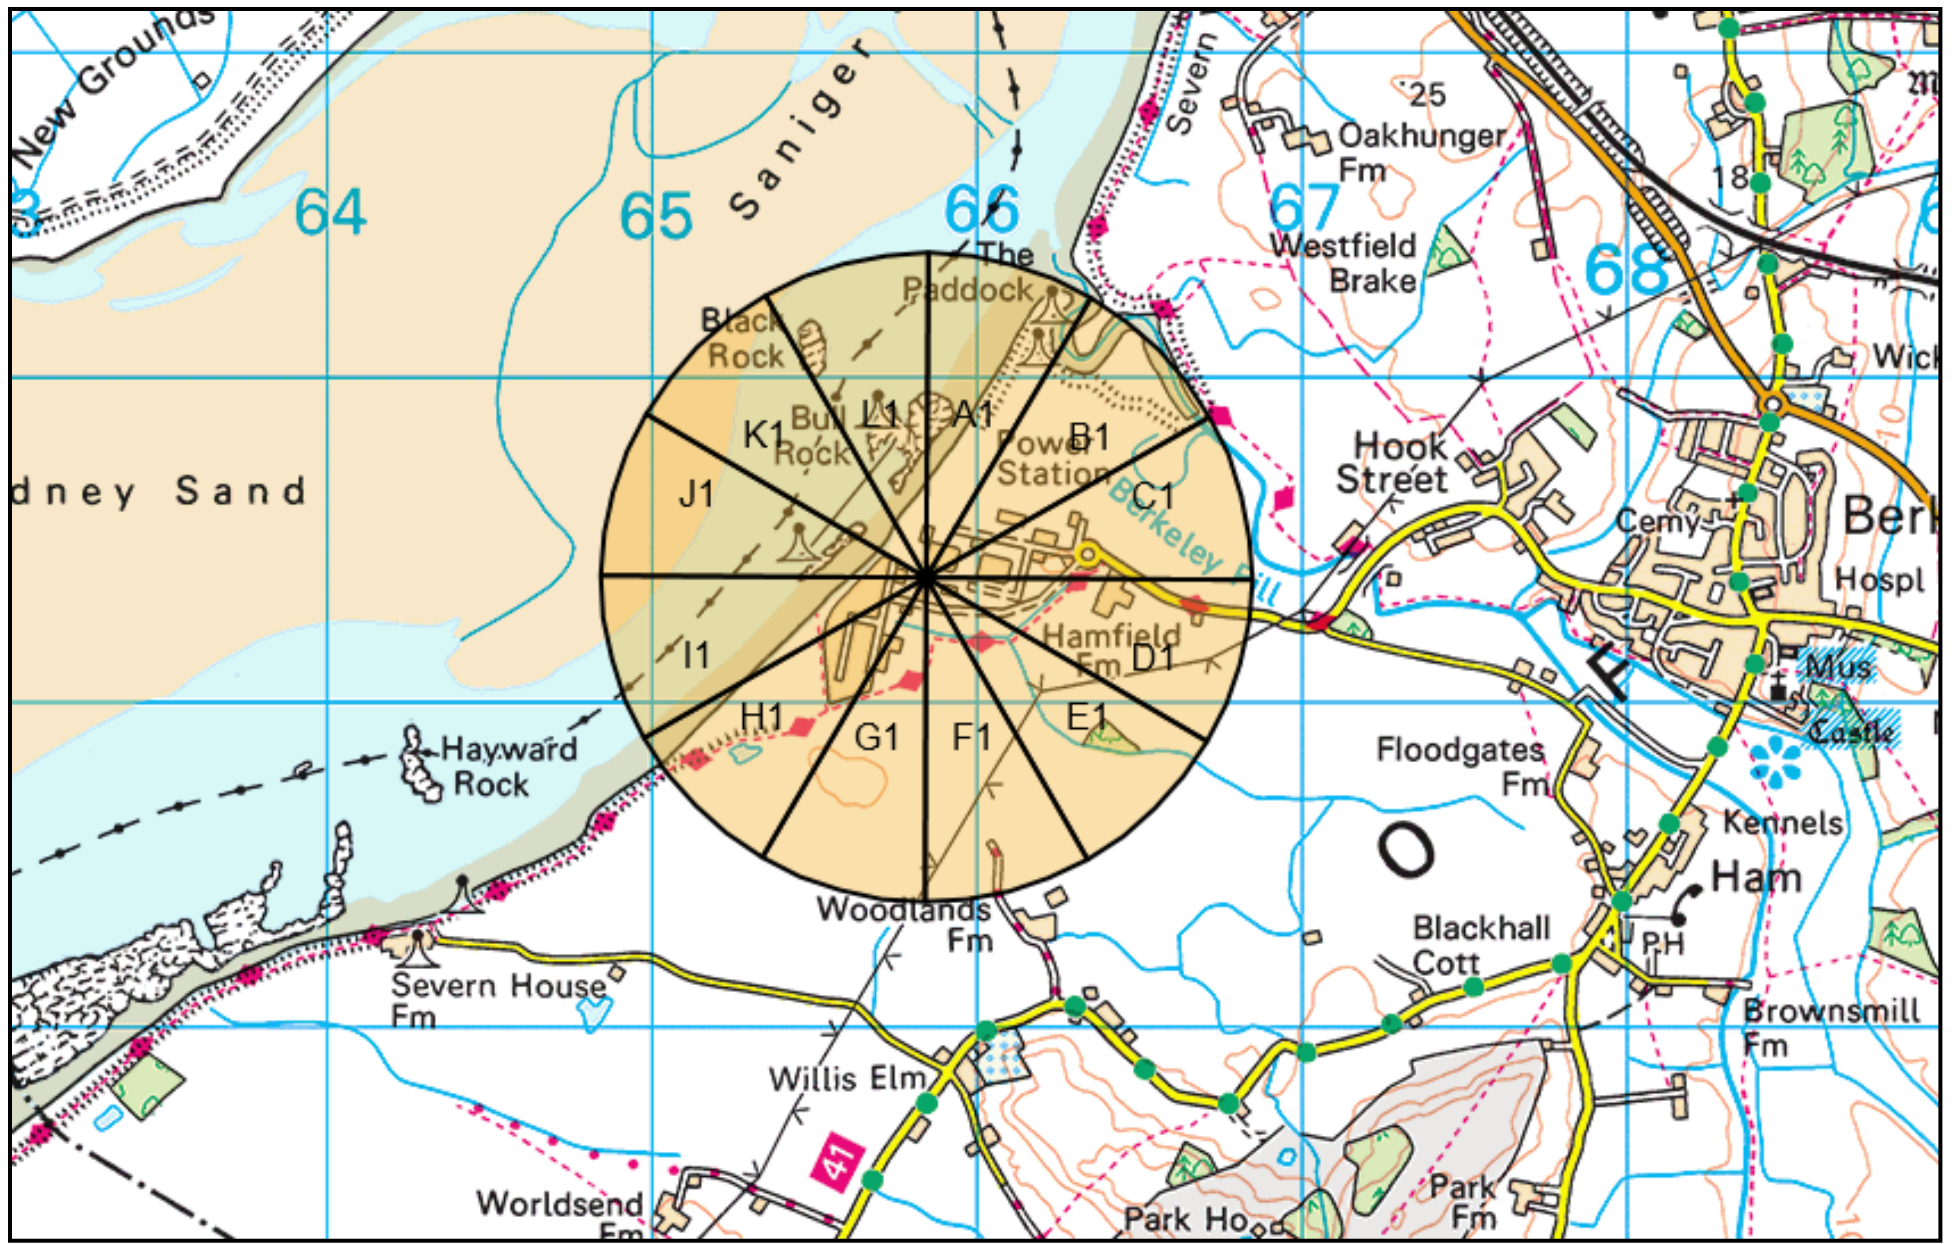 New Grounds
Saniger
Severn
25
Oakhunger
Fm
18
64
65
66
67
68
Westfield
Brake
The
Paddock
Black
Rock
Wick
K1
L1
A1
B1
Bull
Rock
Power
Station
Hook
Street
10
dney Sand
J1
C1
Berkeley Pill
Cemy
Berk
Hospl
I1
Hamfield
Fm
D1
Mus
Castle
H1
G1
F1
E1
Hayward
Rock
Floodgates
Fm
Kennels
Ham
O
Woodlands
Fm
Blackhall
Cott
PH
Severn House
Fm
Brownsmill
Fm
Willis Elm
41
Worldsend
Fm
Park Ho
Park
Fm